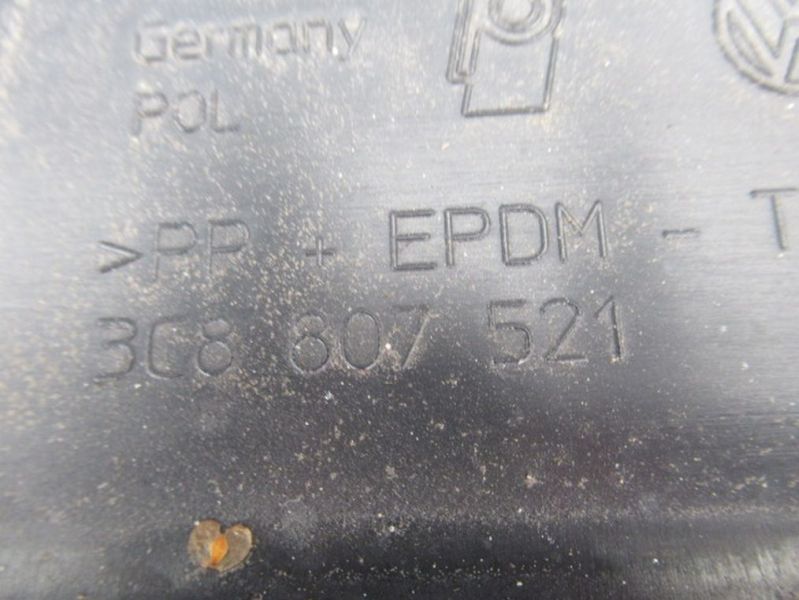 Germany
POL
>PP + EPDM - T
3C8 807 521